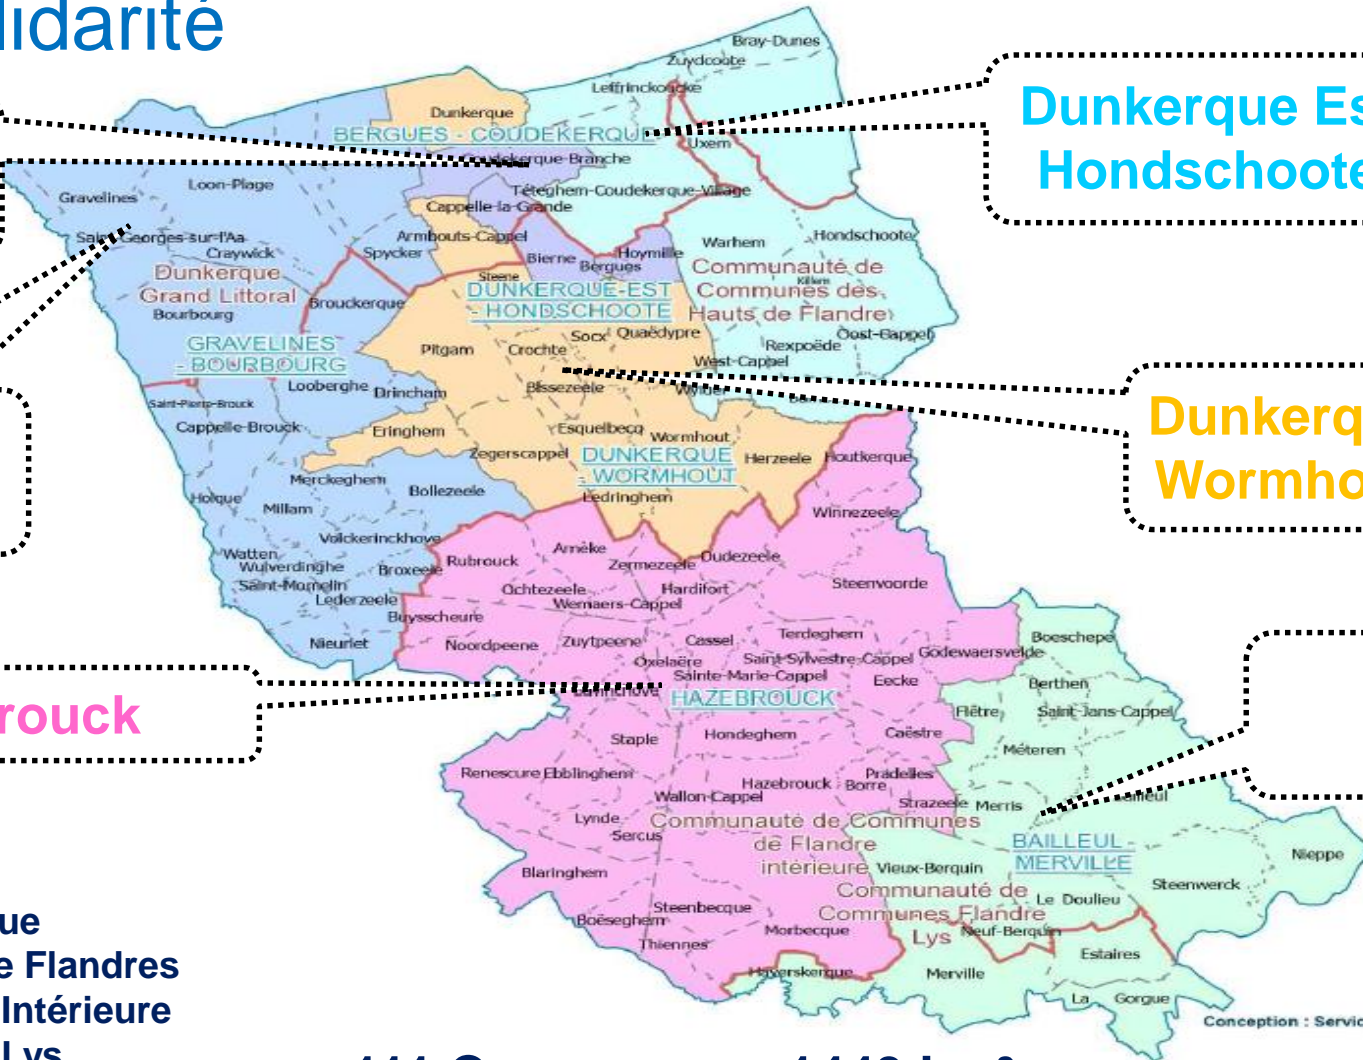 lidarité
Bray-Dunes
Zuydcoote
Leffrinckoucke
Dunkerque
BERGUES - COUDEKERQUE
Uxem
Coudekerque-Branche
Dunkerque Es
Hondschoote
Loon-Plage
Gravelines
Téteghem-Coudekerque-Village
Cappelle-la-Grande
Saint-Georges-sur-l'Aa
Craywick
Spycker
Armbouts-Cappel
Bierne
Hoymille
Bergues
Warhem
Hondschoote
Dunkerque
Grand Littoral
Bourbourg
Brouckerque
Steene
DUNKERQUE-EST
- HONDSCHOOTE
Communauté de
Communes des
Hauts de Flandre
Killem
GRAVELINES
- BOURBOURG
Pitgam
Crochte
Socx
Quaëdypre
Rexpoëde
Oost-Cappel
West-Cappel
Looberghe
Drincham
Bissezeele
Wylder
Saint-Pierre-Brouck
Cappelle-Brouck
Eringhem
Esquelbecq
Wormhout
Zegerscappel
DUNKERQUE
- WORMHOUT
Herzeele
Houtkerque
Dunkerq
Wormho
Merckeghem
Bollezeele
Ledringhem
Holque
Millam
Winnezeele
Volckerinckhove
Watten
Wulverdinghe
Broxeele
Rubrouck
Arnèke
Zermezeele
Oudezeele
Saint-Momelin
Lederzeele
Ochtezeele
Hardifort
Steenvoorde
Wemaers-Cappel
Buysscheure
Nieurlet
Noordpeene
Zuytpeene
Cassel
Terdeghem
Boeschepe
Oxelaëre
Saint-Sylvestre-Cappel
Godewaersvelde
Sainte-Marie-Cappel
Eecke
Berthen
Bavinchove
HAZEBROUCK
Flêtre
Saint-Jans-Cappel
rouck
Staple
Hondeghem
Caëstre
Méteren
Renescure
Ebblinghem
Hazebrouck
Borre
Pradelles
Wallon-Cappel
Strazeele
Merris
Bailleul
Lynde
Sercus
Communauté de Communes
de Flandre
intérieure
BAILLEUL -
MERVILLE
Nieppe
Blaringhem
Vieux-Berquin
Steenwerck
Communauté de
Communes Flandre
Lys
Le Doulieu
Steenbecque
Boëseghem
Morbecque
Neuf-Berquin
Thiennes
Estaires
Haverskerque
Merville
La Gorgue
ue
e Flandres
Intérieure
Lys
Conception : Servic